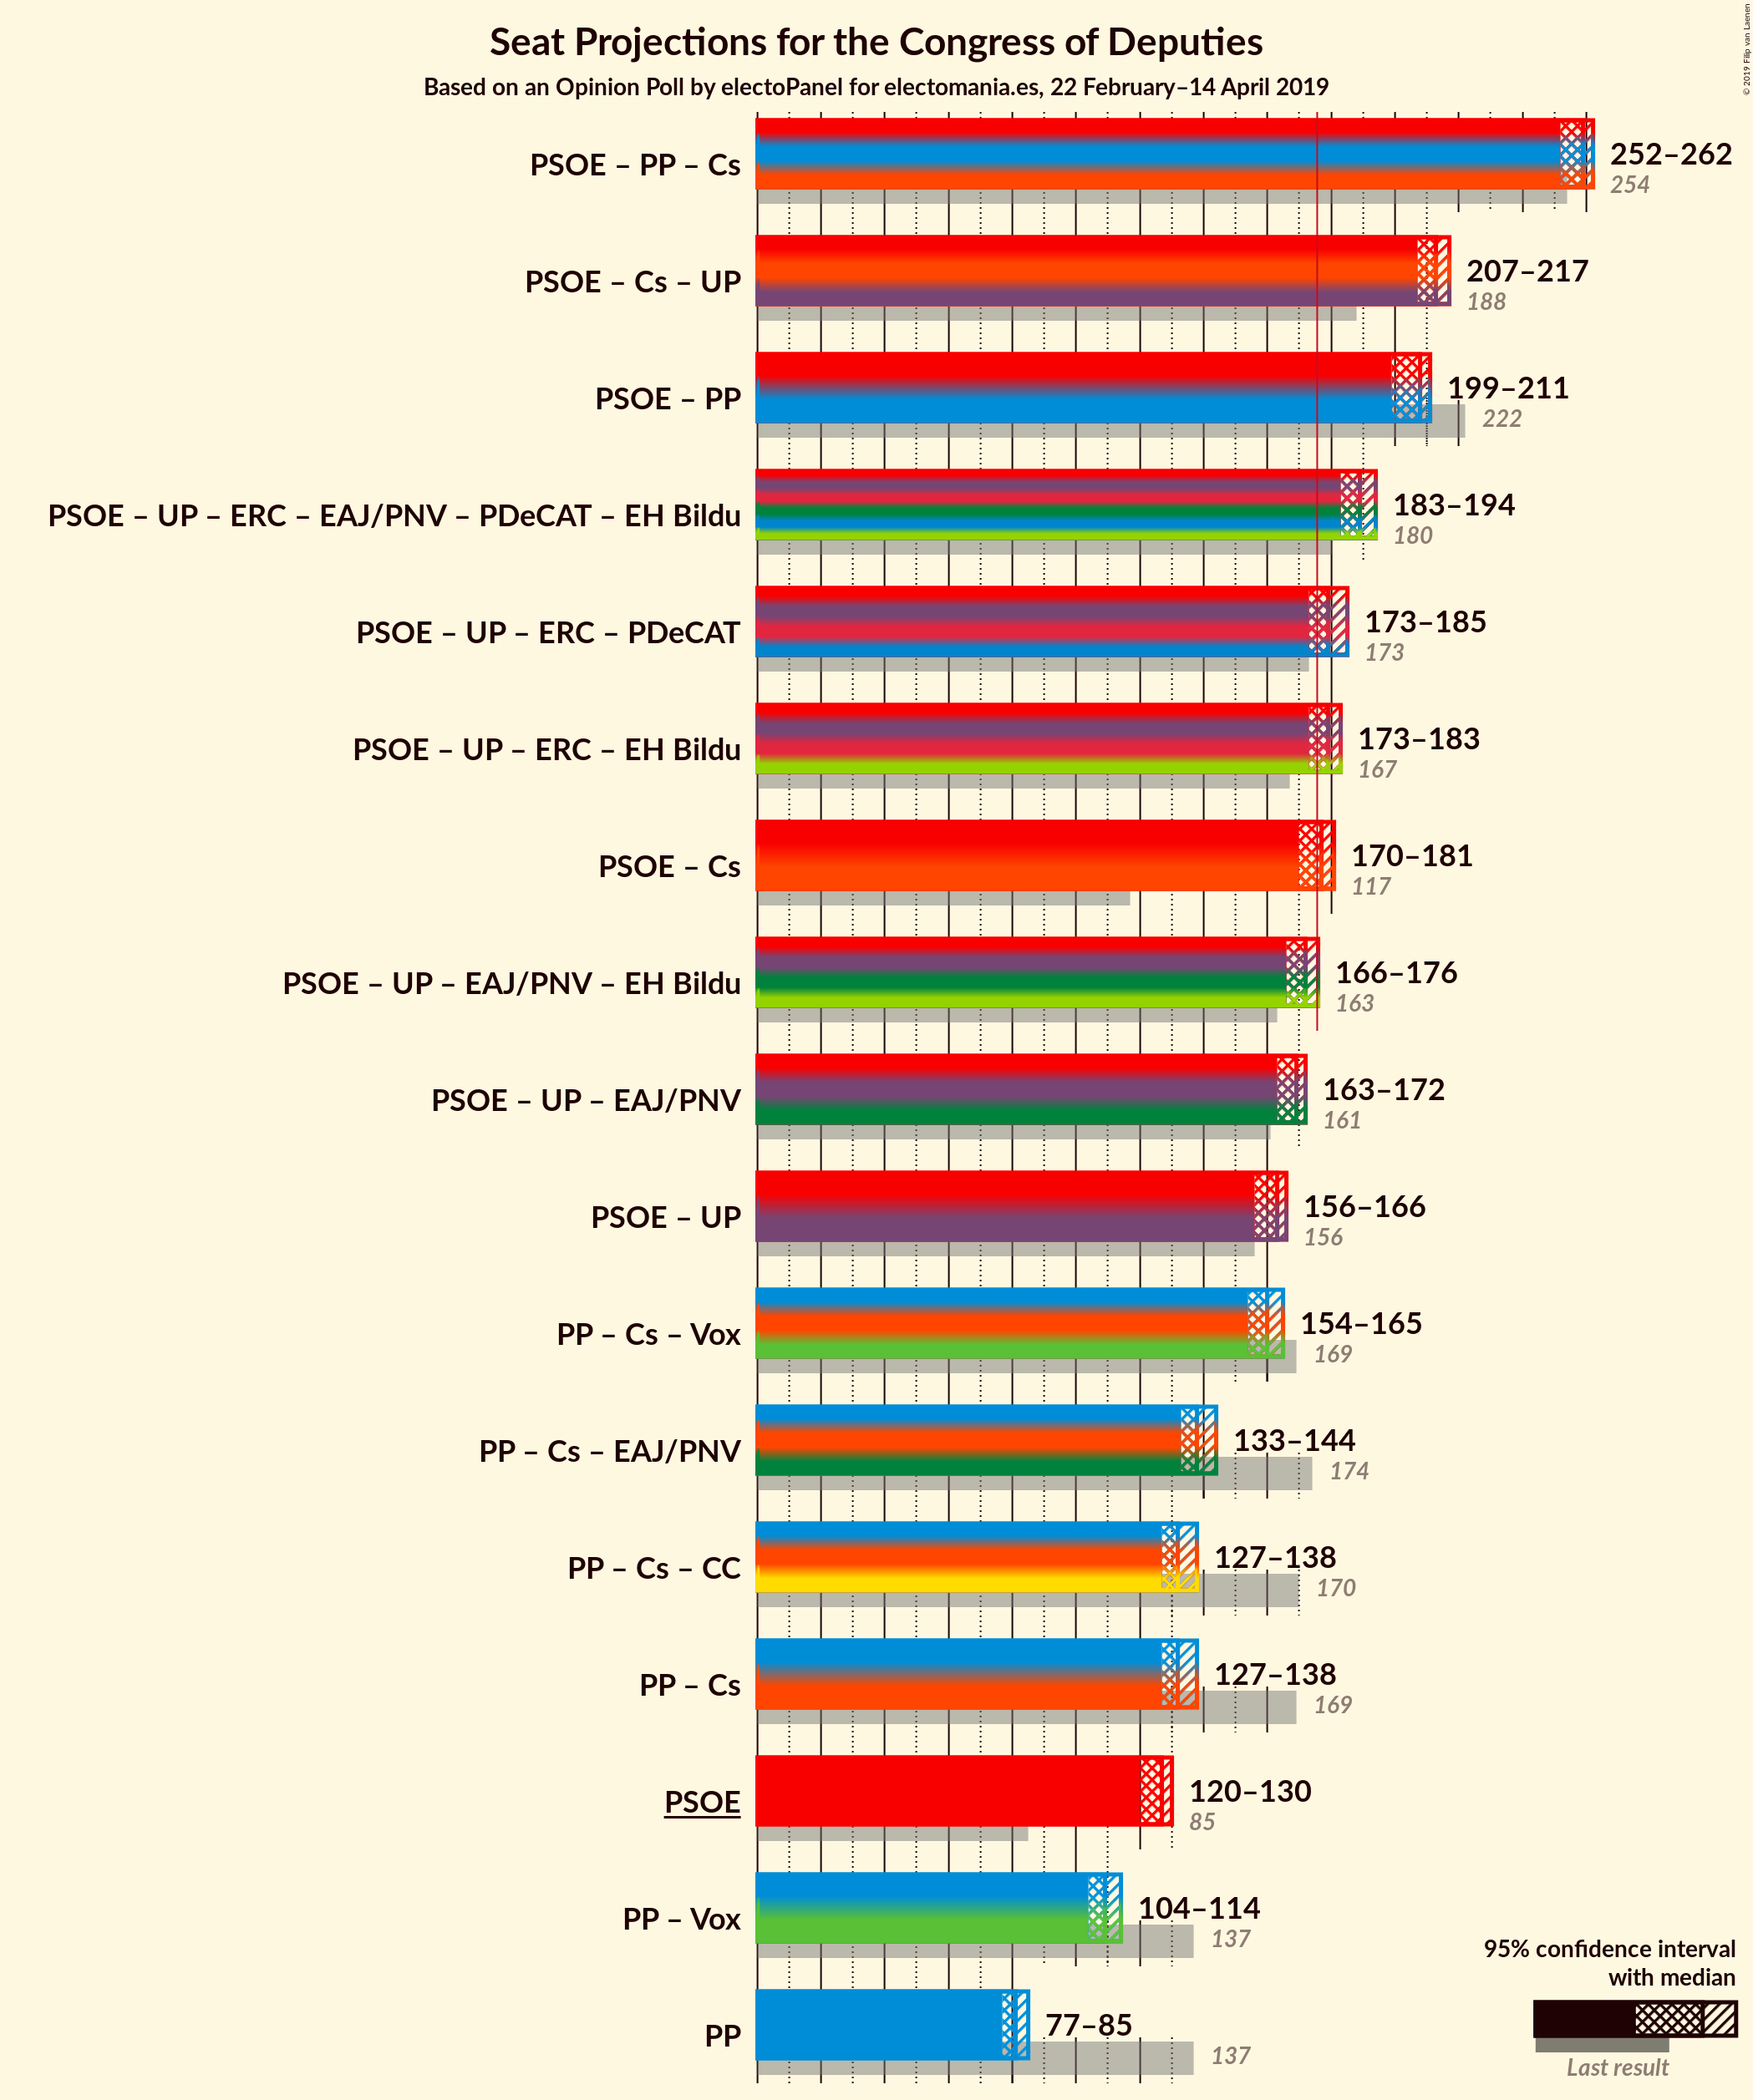 Seat Projections for the Congress of Deputies
Based on an Opinion Poll by electoPanel for electomania.es, 22 February–14 April 2019
© 2019 Filip van Laenen
PSOE – PP – Cs
252–262
254
PSOE – Cs – UP
207–217
188
PSOE – PP
199–211
222
PSOE – UP – ERC – EAJ/PNV – PDeCAT – EH Bildu
183–194
180
PSOE – UP – ERC – PDeCAT
173–185
173
PSOE – UP – ERC – EH Bildu
173–183
167
PSOE – Cs
170–181
117
PSOE – UP – EAJ/PNV – EH Bildu
166–176
163
PSOE – UP – EAJ/PNV
163–172
161
PSOE – UP
156–166
156
PP – Cs – Vox
154–165
169
PP – Cs – EAJ/PNV
133–144
174
PP – Cs – CC
127–138
170
PP – Cs
127–138
169
PSOE
120–130
85
PP – Vox
104–114
137
PP
77–85
137
95% confidence interval
with median
Last result